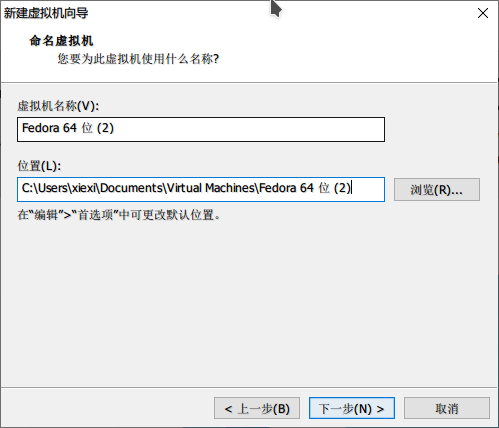 新建虚拟机向导
命名虚拟机
您要为此虚拟机使用什么名称?
虚拟机名称(V):
Fedora 64 位 (2)
位置(L):
C:\Users\xiexi\Documents\Virtual Machines\Fedora 64 位 (2)
浏览(R)...
在“编辑”>“首选项”中可更改默认位置。
< 上一步(B)
下一步(N) >
取消